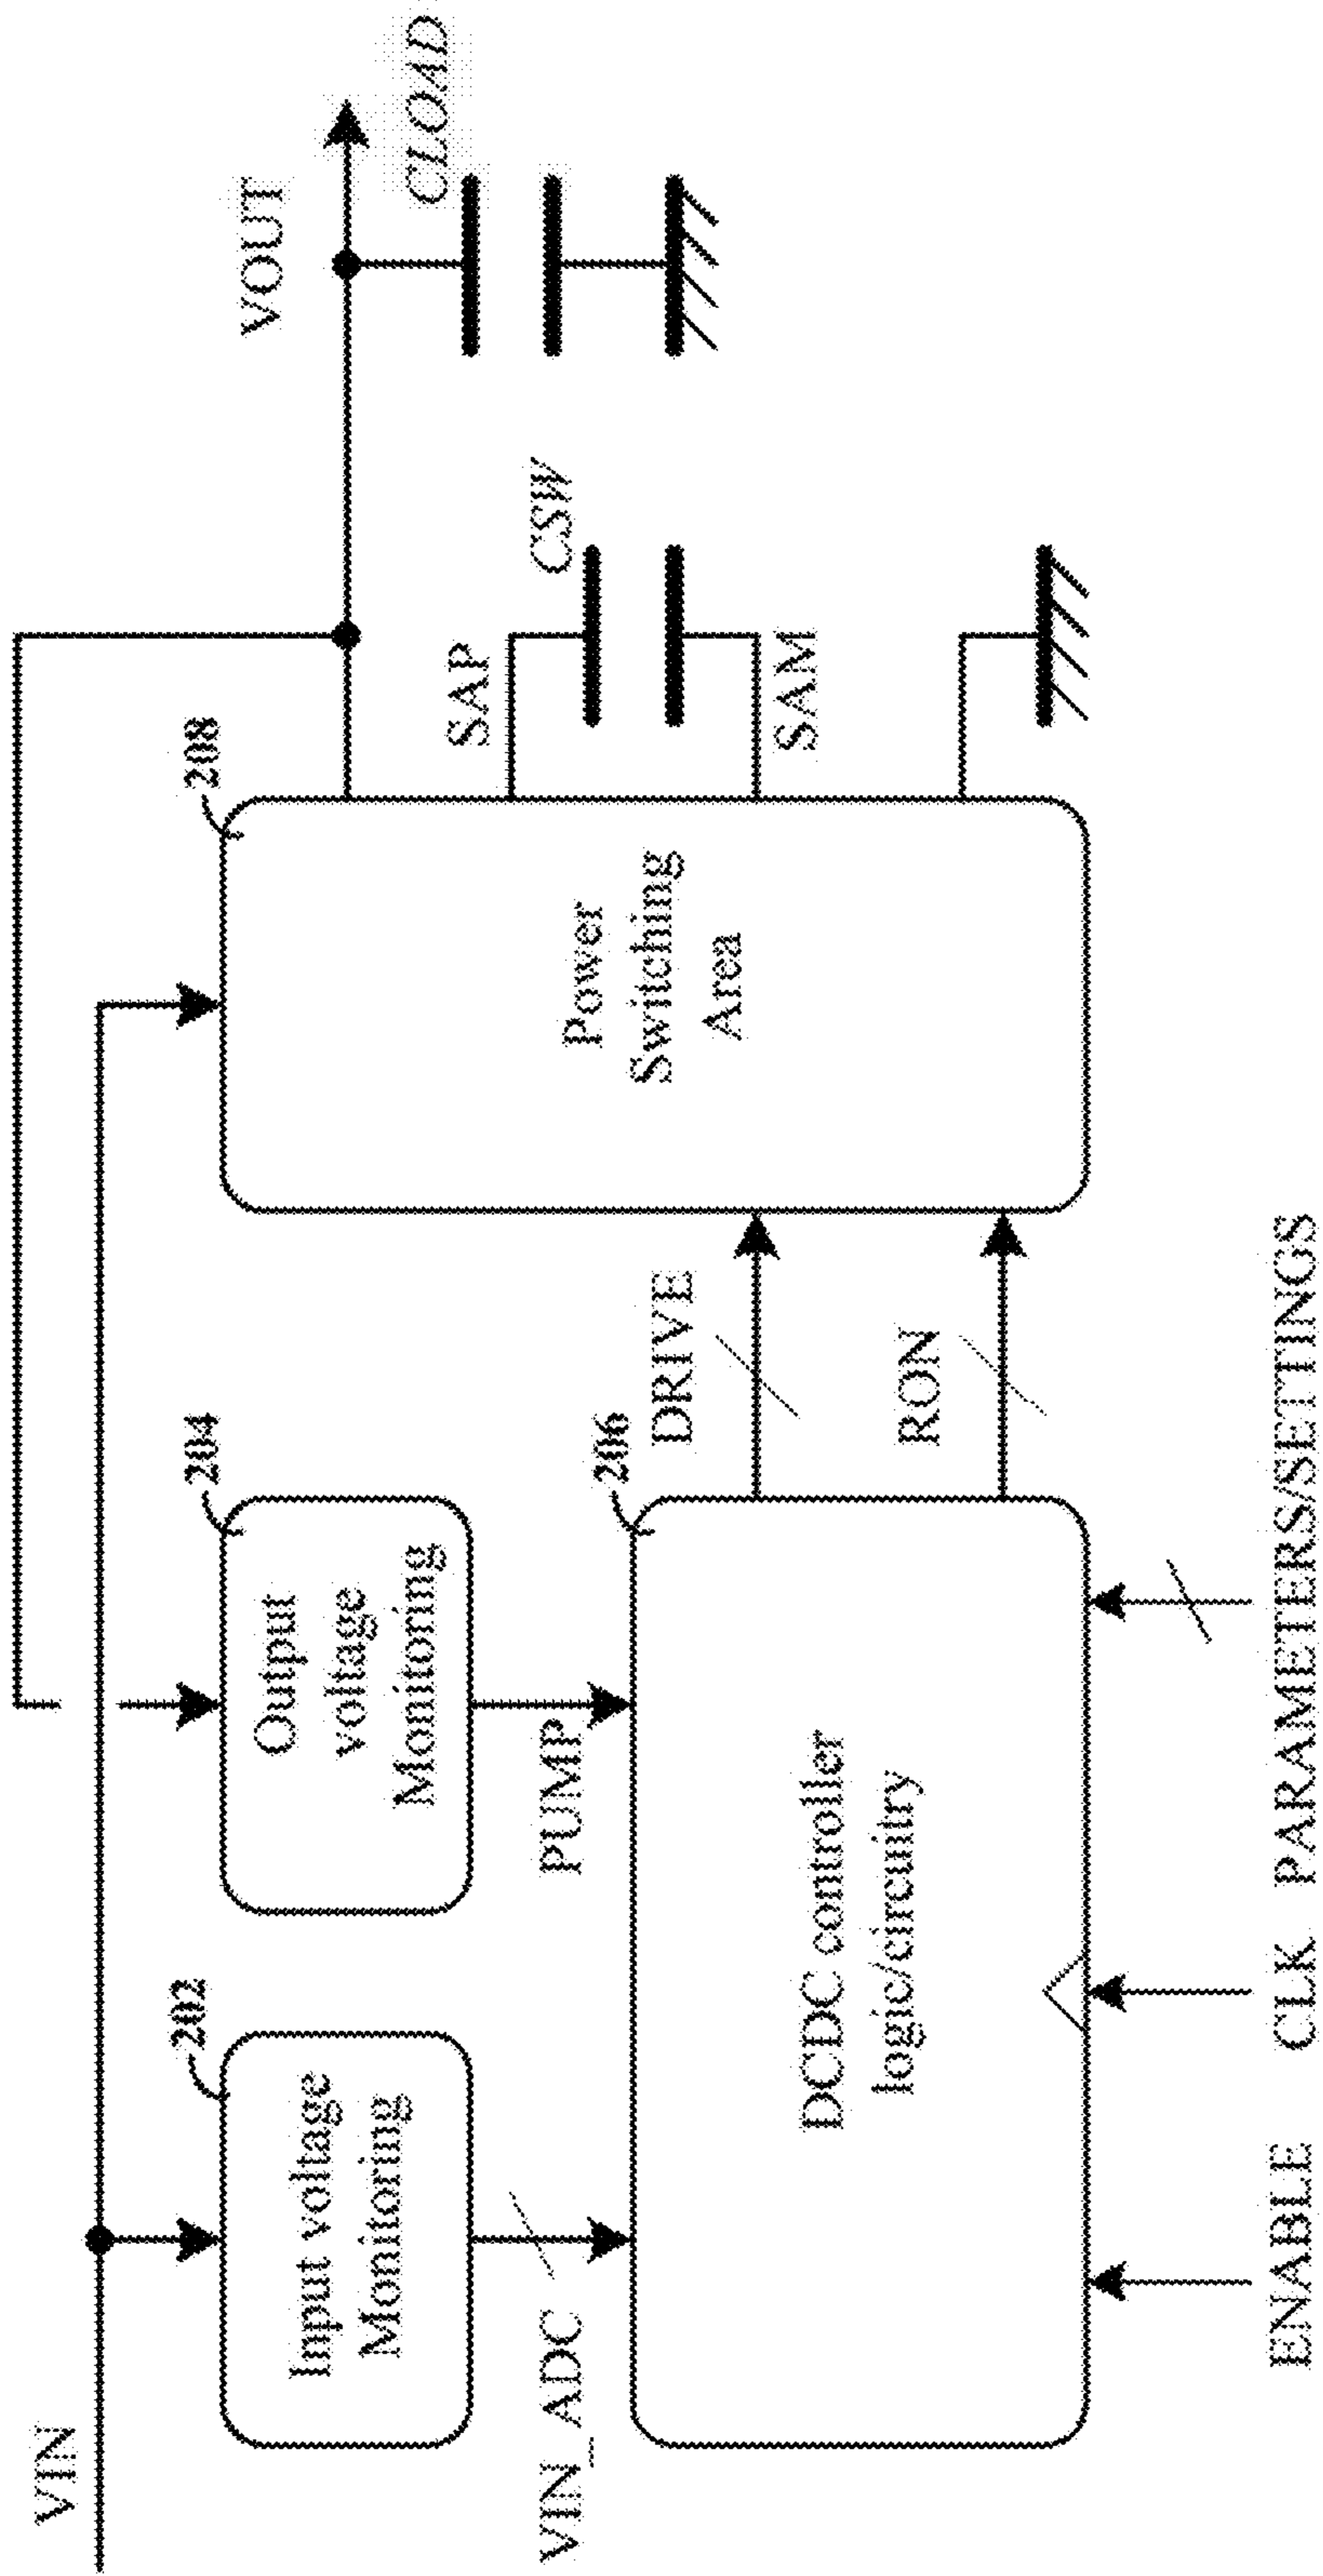 VIN
VOUT
202
Input voltage
Monitoring
204
Output
voltage
Monitoring
208
Power
Switching
Area
SAP
CSW
SAM
CLOAD
VIN_ADC
PUMP
206
DCDC controller
logic/circuitry
DRIVE
RON
ENABLE
CLK
PARAMETERS/SETTINGS